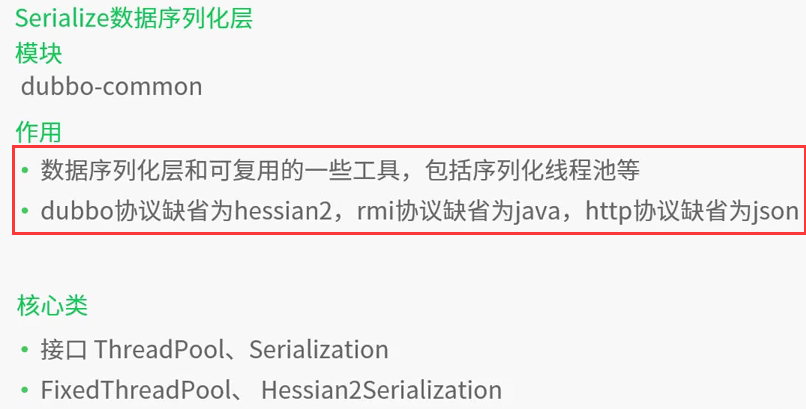 Serialize数据序列化层
模块
dubbo-common
作用
• 数据序列化层和可复用的一些工具，包括序列化线程池等
• dubbo协议缺省为hessian2，rmi协议缺省为java，http协议缺省为json
核心类
• 接口 ThreadPool、Serialization
• FixedThreadPool、 Hessian2Serialization